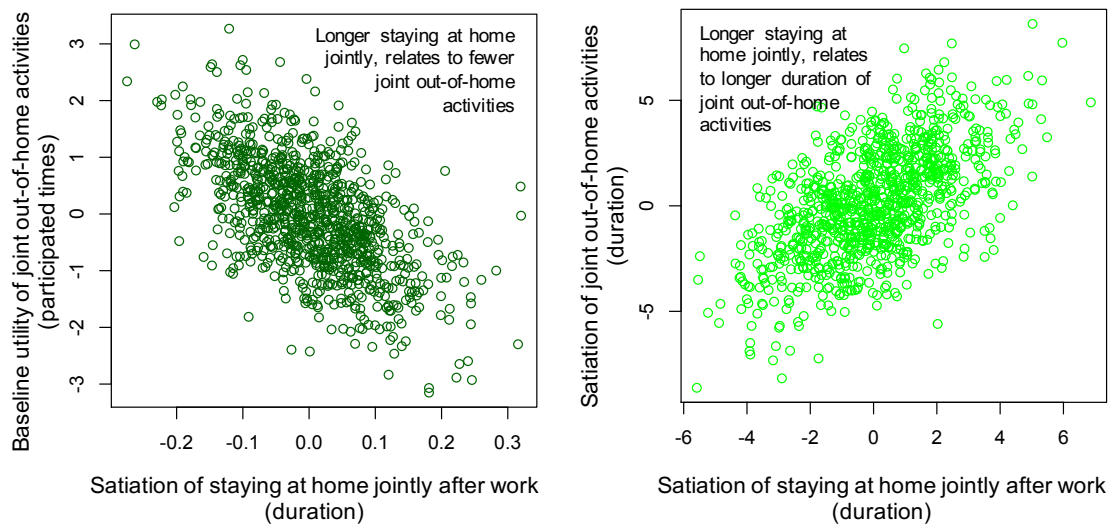 Baseline utility of joint out-of-home activities
(participated times)
3
2
1
0
-1
-2
-3
Longer staying at home
jointly, relates to fewer
joint out-of-home
activities
-0.2
-0.1
0.0
0.1
0.2
0.3
Satiation of staying at home jointly after work
(duration)
Satiation of joint out-of-home activities
(duration)
5
0
-5
Longer staying at
home jointly, relates
to longer duration of
joint out-of-home
activities
-6
-4
-2
0
2
4
6
Satiation of staying at home jointly after work
(duration)